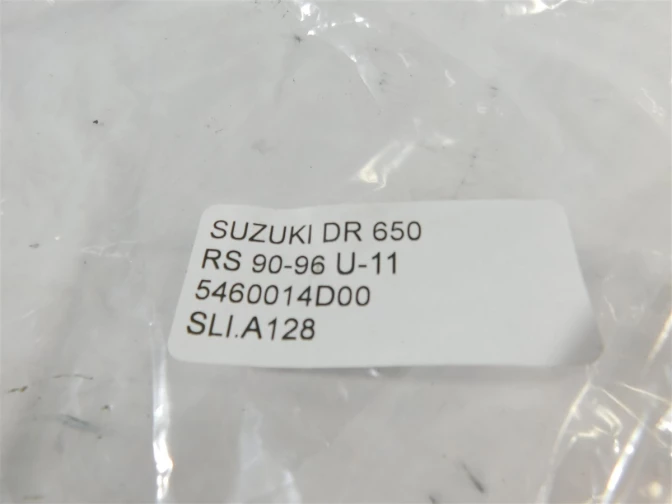 SUZUKI DR 650
RS 90-96 U-11
5460014D00
SLI.A128